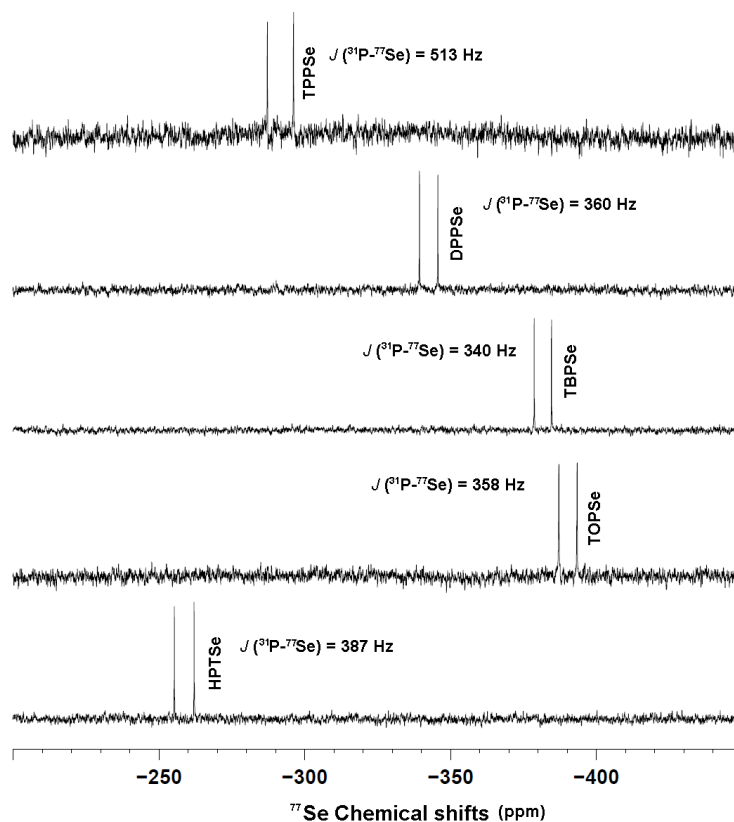 J (³¹P-⁷⁷Se) = 513 Hz
TPPSe
J (³¹P-⁷⁷Se) = 360 Hz
DPPSe
J (³¹P-⁷⁷Se) = 340 Hz
TBPSe
J (³¹P-⁷⁷Se) = 358 Hz
TOPSe
J (³¹P-⁷⁷Se) = 387 Hz
HPTSe
−250 −300 −350 −400
⁷⁷Se Chemical shifts (ppm)